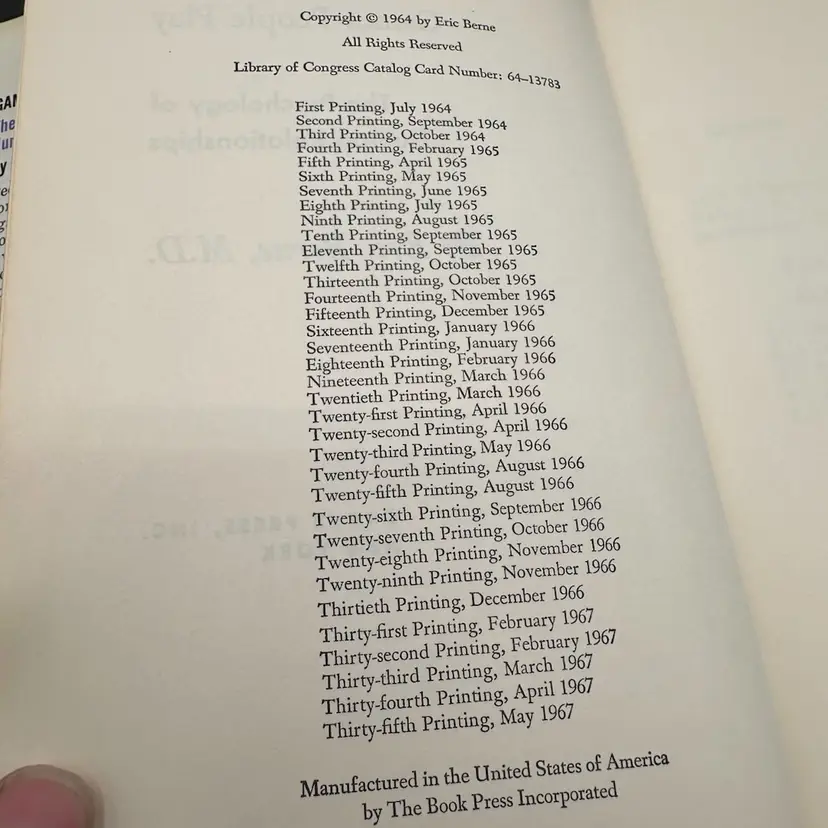 Copyright © 1964 by Eric Berne
All Rights Reserved
Library of Congress Catalog Card Number: 64–13783
First Printing, July 1964
Second Printing, September 1964
Third Printing, October 1964
Fourth Printing, February 1965
Fifth Printing, April 1965
Sixth Printing, May 1965
Seventh Printing, June 1965
Eighth Printing, July 1965
Ninth Printing, August 1965
Tenth Printing, September 1965
Eleventh Printing, September 1965
Twelfth Printing, October 1965
Thirteenth Printing, October 1965
Fourteenth Printing, November 1965
Fifteenth Printing, December 1965
Sixteenth Printing, January 1966
Seventeenth Printing, January 1966
Eighteenth Printing, February 1966
Nineteenth Printing, March 1966
Twentieth Printing, March 1966
Twenty-first Printing, April 1966
Twenty-second Printing, April 1966
Twenty-third Printing, May 1966
Twenty-fourth Printing, August 1966
Twenty-fifth Printing, August 1966
Twenty-sixth Printing, September 1966
Twenty-seventh Printing, October 1966
Twenty-eighth Printing, November 1966
Twenty-ninth Printing, November 1966
Thirtieth Printing, December 1966
Thirty-first Printing, February 1967
Thirty-second Printing, February 1967
Thirty-third Printing, March 1967
Thirty-fourth Printing, April 1967
Thirty-fifth Printing, May 1967
Manufactured in the United States of America
by The Book Press Incorporated